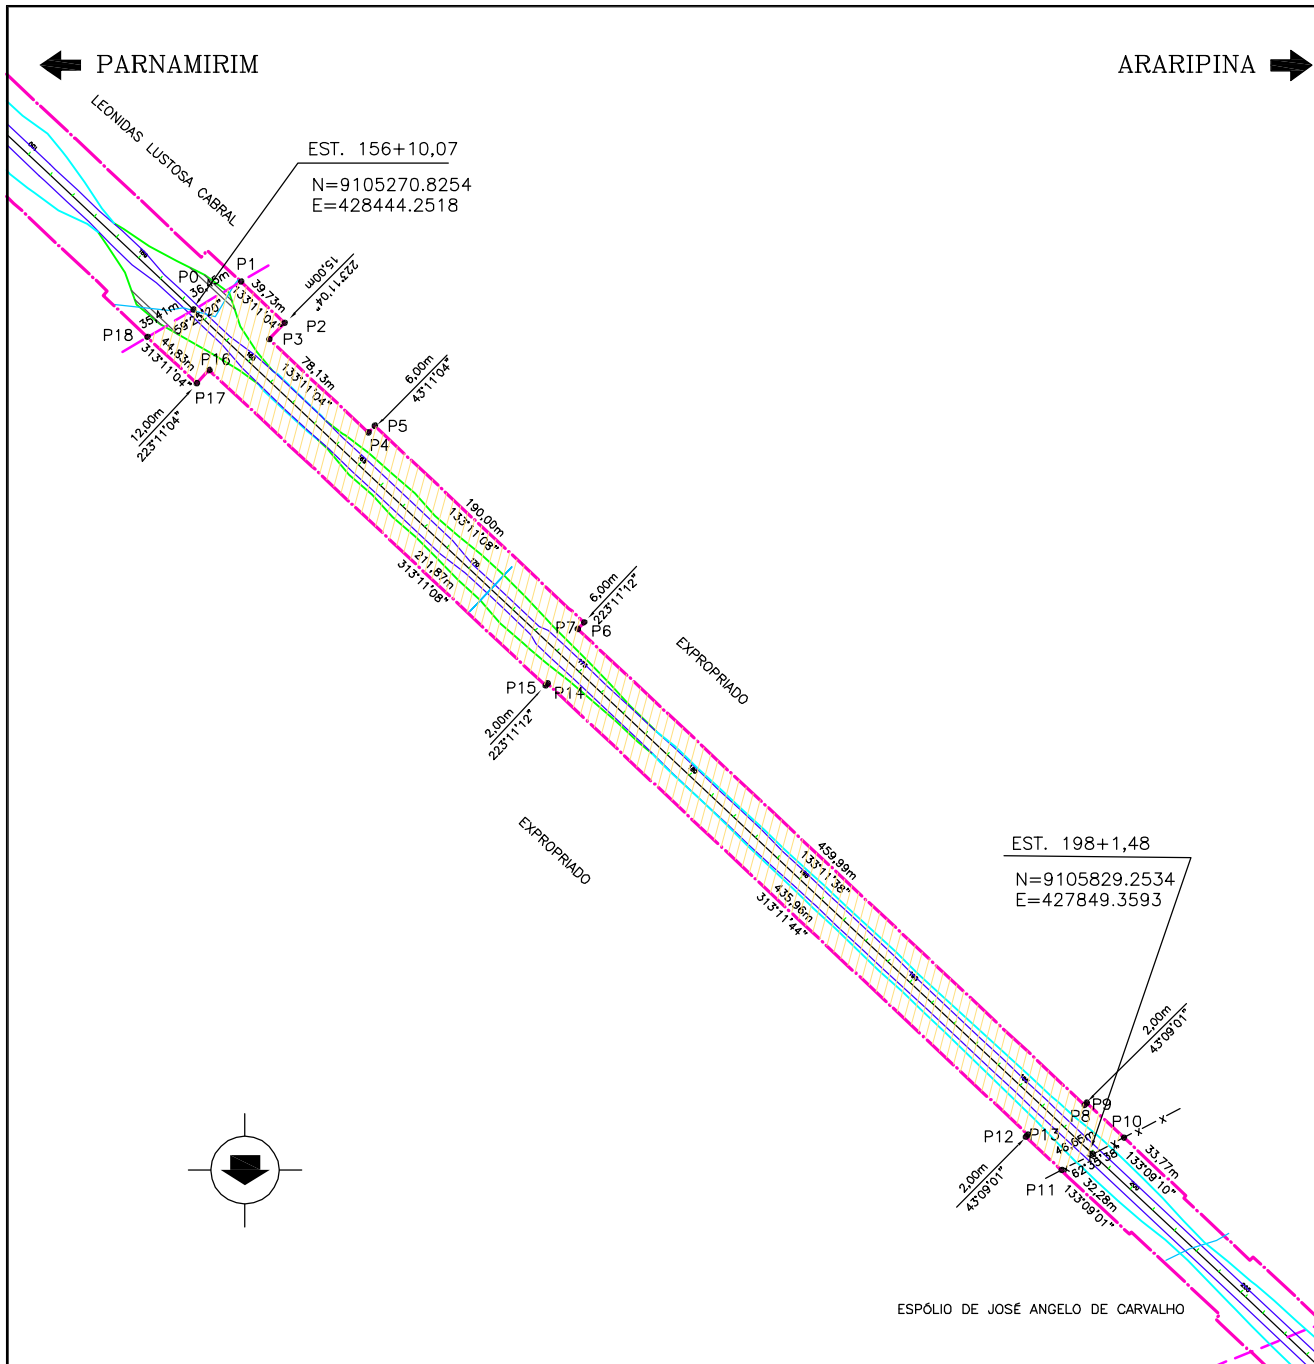 PARNAMIRIM
ARARIPINA
LEONIDAS LUSTOSA CABRAL
EST. 156+10,07
N=9105270.8254
E=428444.2518
P0
P1
36,46m
39,73m
133°11'04"
15,00m
223°11'04"
P2
P3
35,41m
59°23'20"
P18
44,83m
313°11'04"
P16
P17
12,00m
223°11'04"
78,13m
133°11'04"
6,00m
43°11'04"
P5
P4
190,00m
133°11'08"
211,87m
313°11'08"
6,00m
223°11'12"
P7
P6
EXPROPRIADO
P15
P14
2,00m
223°11'12"
EXPROPRIADO
459,99m
133°11'38"
435,96m
313°11'44"
EST. 198+1,48
N=9105829.2534
E=427849.3593
2,00m
43°09'01"
P9
P8
P10
P12
P13
46,66m
33,77m
133°09'10"
2,00m
43°09'01"
P11
32,28m
133°09'01"
ESPÓLIO DE JOSÉ ANGELO DE CARVALHO